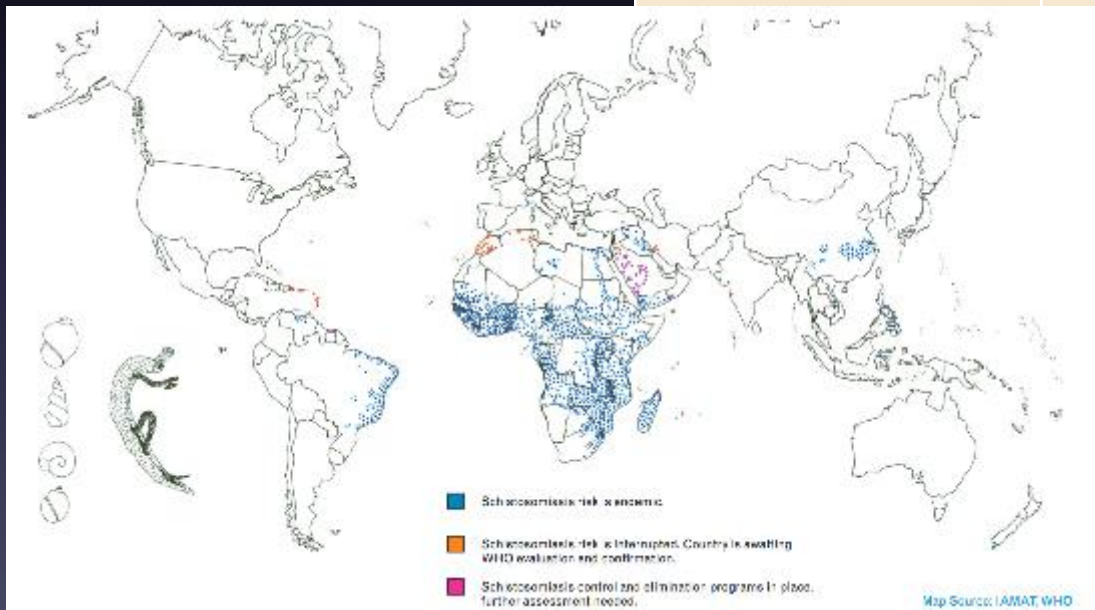 Schistosomiasis risk is endemic.
Schistosomiasis risk is interrupted. Country is awaiting
WHO evaluation and confirmation.
Schistosomiasis control and elimination programs in place,
further assessment needed.
Map Source: IAMAT, WHO